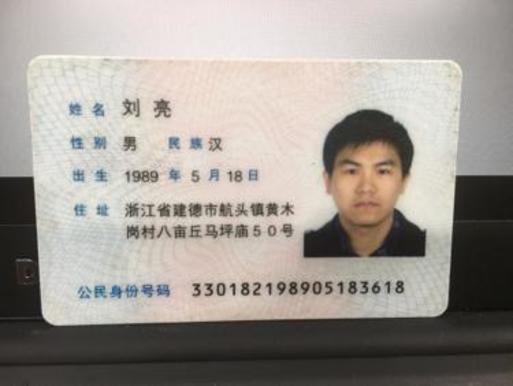 姓名 刘亮
性别 男 民族 汉
出生 1989 年 5 月 18 日
住址 浙江省建德市航头镇黄木
岗村八亩丘马坪庙50号
公民身份号码 330182198905183618